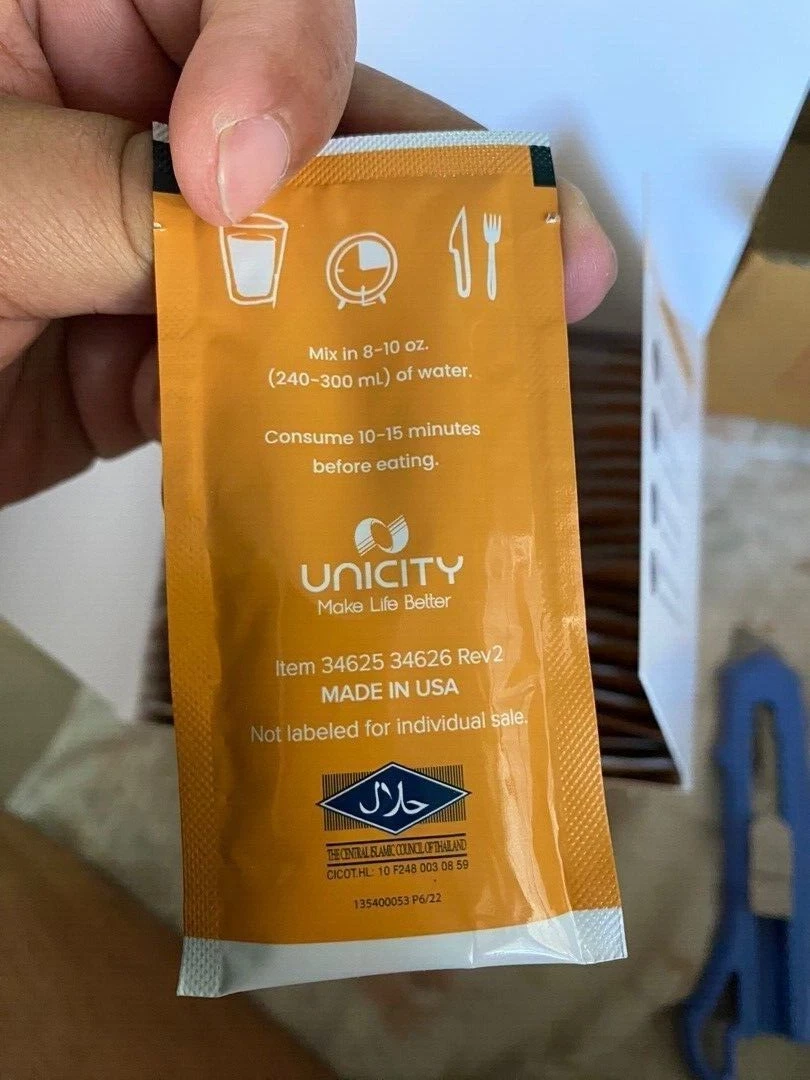 Mix in 8-10 oz.
(240-300 mL) of water.
Consume 10-15 minutes
before eating.
UNICITY
Make Life Better
Item 34625 34626 Rev2
MADE IN USA
Not labeled for individual sale.
حلال
THE CENTRAL ISLAMIC COUNCIL OF THAILAND
CICOT.HL: 10 F248 003 08 59
135400053 P6/22